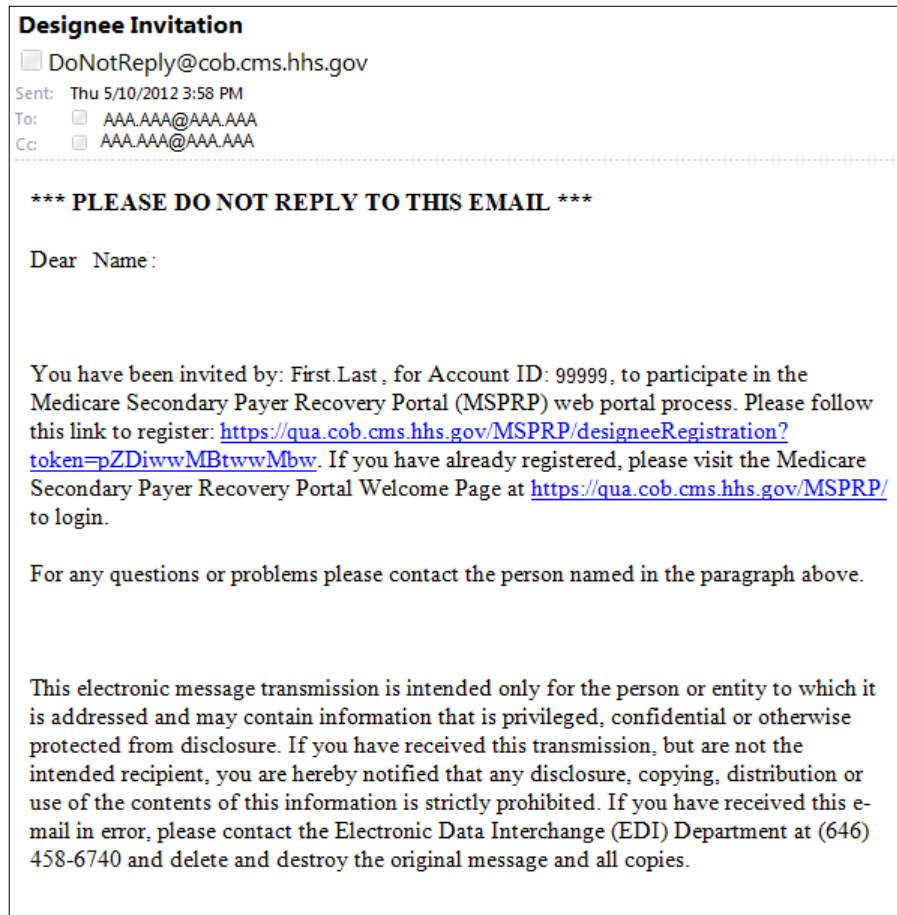 Designee Invitation
DoNotReply@cob.cms.hhs.gov
Sent: Thu 5/10/2012 3:58 PM
To: AAA.AAA@AAA.AAA
Cc: AAA.AAA@AAA.AAA
*** PLEASE DO NOT REPLY TO THIS EMAIL ***
Dear Name:
You have been invited by: First.Last, for Account ID: 99999, to participate in the
Medicare Secondary Payer Recovery Portal (MSPRP) web portal process. Please follow
this link to register: https://qua.cob.cms.hhs.gov/MSPRP/designeeRegistration?
token=pZDiwwMBtwwMbw. If you have already registered, please visit the Medicare
Secondary Payer Recovery Portal Welcome Page at https://qua.cob.cms.hhs.gov/MSPRP/
to login.
For any questions or problems please contact the person named in the paragraph above.
This electronic message transmission is intended only for the person or entity to which it
is addressed and may contain information that is privileged, confidential or otherwise
protected from disclosure. If you have received this transmission, but are not the
intended recipient, you are hereby notified that any disclosure, copying, distribution or
use of the contents of this information is strictly prohibited. If you have received this e-
mail in error, please contact the Electronic Data Interchange (EDI) Department at (646)
458-6740 and delete and destroy the original message and all copies.